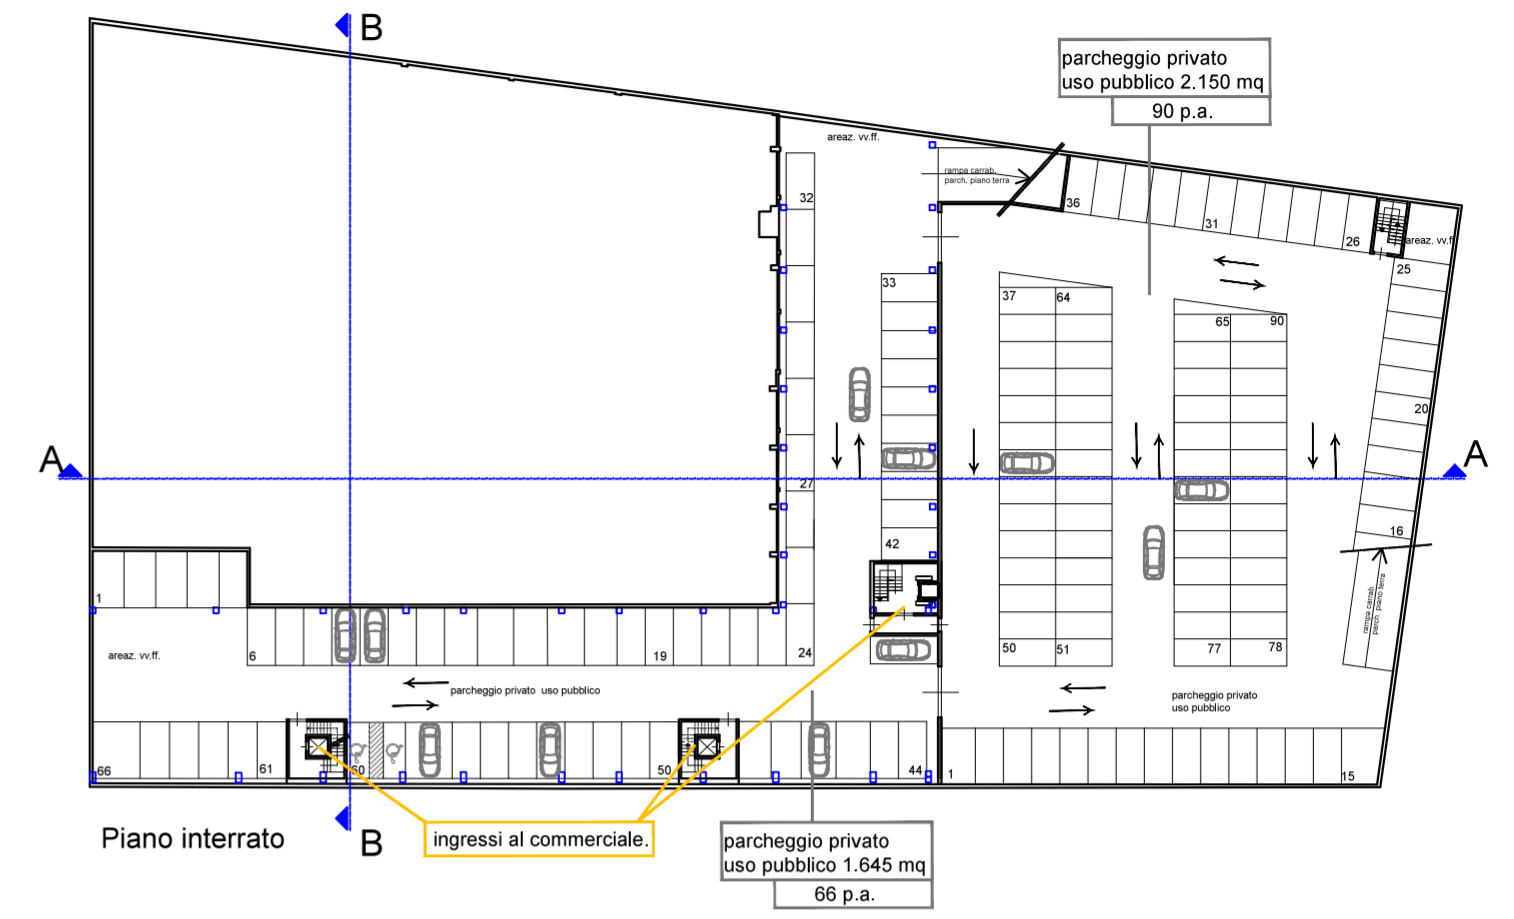 B
parcheggio privato
uso pubblico 2.150 mq
90 p.a.
areaz. vv.ff.
rampa carrab.
parch. piano terra
32
36
31
26
areaz. vv.ff
25
33
37
64
65
90
20
A
A
27
42
16
rampa carrab.
parch. piano terra
1
areaz. vv.ff.
6
19
24
50
51
77
78
parcheggio privato uso pubblico
parcheggio privato
uso pubblico
66
61
60
50
44
1
15
Piano interrato
B
ingressi al commerciale.
parcheggio privato
uso pubblico 1.645 mq
66 p.a.